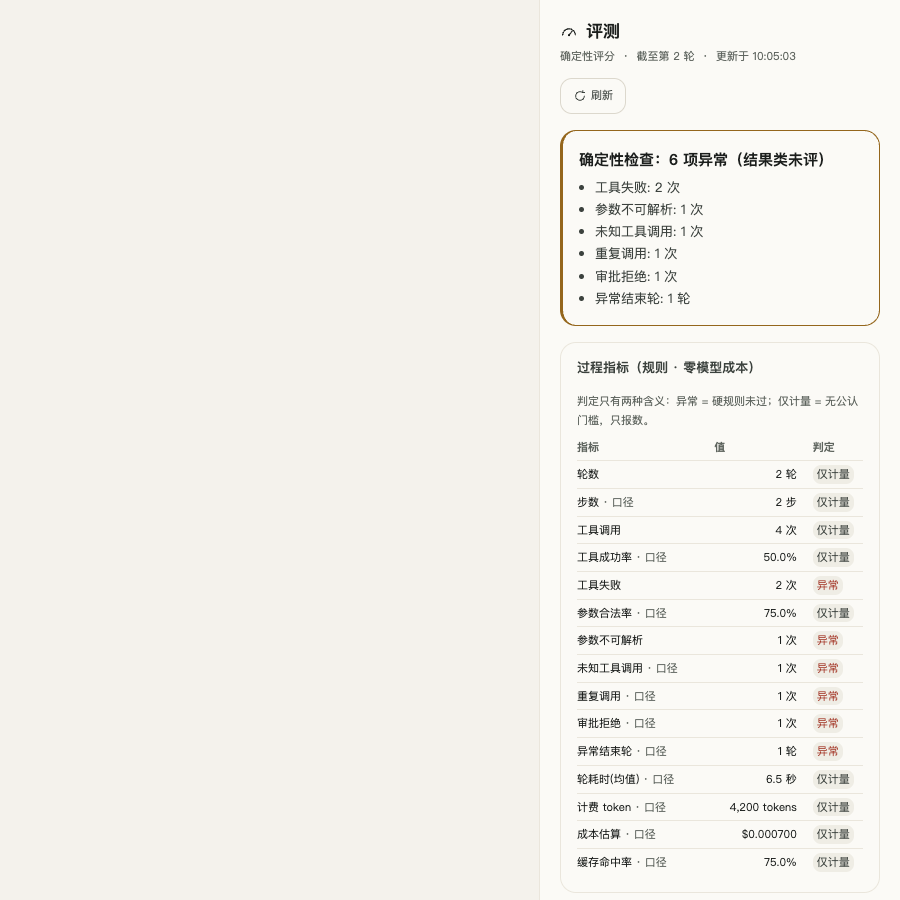 评测
确定性评分 · 截至第 2 轮 · 更新于 10:05:03
刷新
确定性检查：6 项异常（结果类未评）
工具失败: 2 次
参数不可解析: 1 次
未知工具调用: 1 次
重复调用: 1 次
审批拒绝: 1 次
异常结束轮: 1 轮
过程指标（规则 · 零模型成本）
判定只有两种含义：异常 = 硬规则未过；仅计量 = 无公认
门槛，只报数。
指标 值 判定
轮数 2 轮 仅计量
步数 · 口径 2 步 仅计量
工具调用 4 次 仅计量
工具成功率 · 口径 50.0% 仅计量
工具失败 2 次 异常
参数合法率 · 口径 75.0% 仅计量
参数不可解析 1 次 异常
未知工具调用 · 口径 1 次 异常
重复调用 · 口径 1 次 异常
审批拒绝 · 口径 1 次 异常
异常结束轮 · 口径 1 轮 异常
轮耗时(均值) · 口径 6.5 秒 仅计量
计费 token · 口径 4,200 tokens 仅计量
成本估算 · 口径 $0.000700 仅计量
缓存命中率 · 口径 75.0% 仅计量